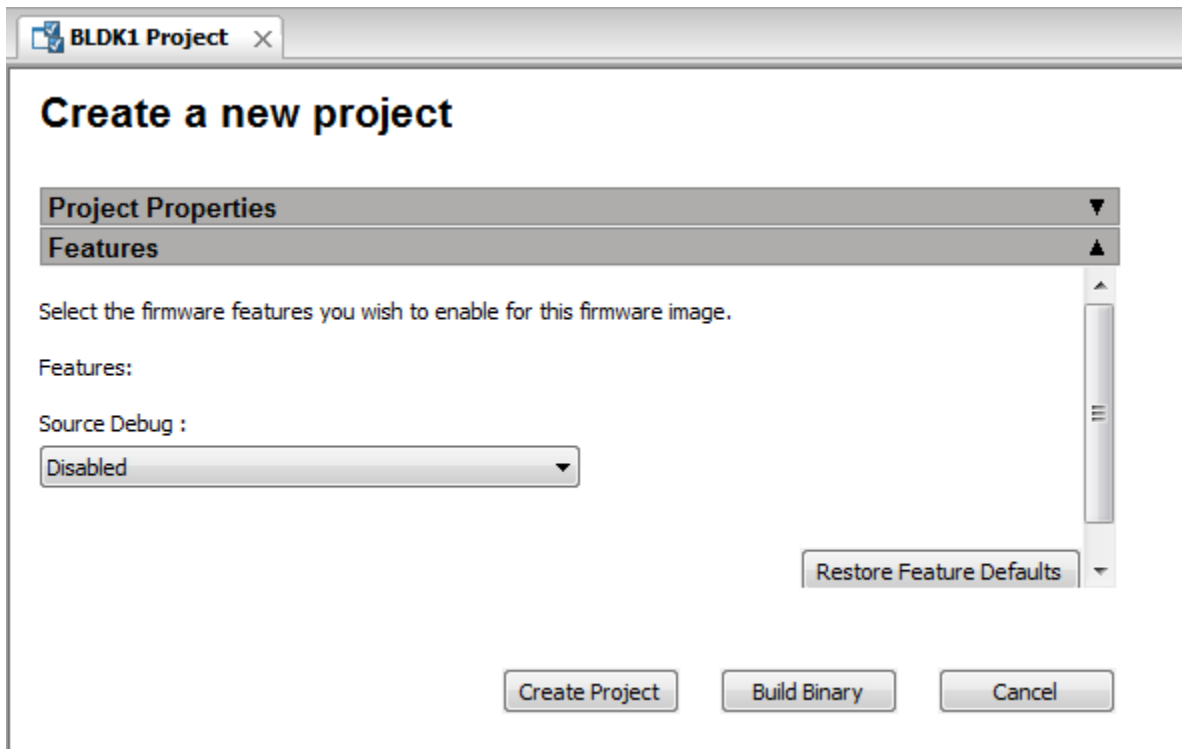 BLDK1 Project
Create a new project
Project Properties
Features
Select the firmware features you wish to enable for this firmware image.
Features:
Source Debug :
Disabled
Restore Feature Defaults
Create Project Build Binary Cancel